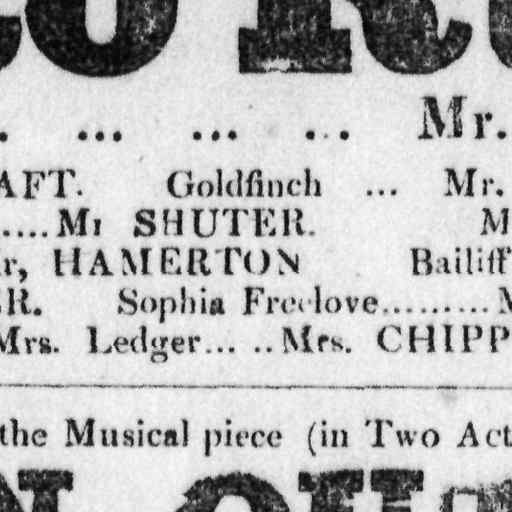 . ... ... ... Mr.
AFT. Goldfinch ... Mr.
.....Mr SHUTER. M
r, HAMERTON Bailiff
ER. Sophia Freelove.........M
Mrs. Ledger... ..Mrs. CHIPP
the Musical piece (in Two Act